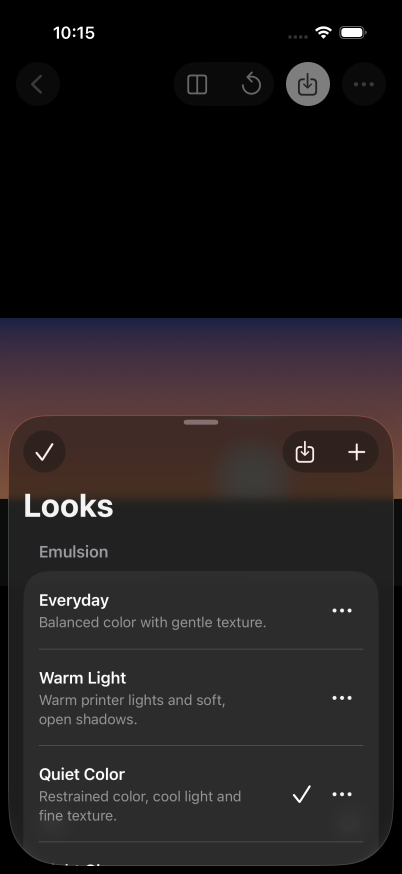 10:15
Looks
Emulsion
Everyday
Balanced color with gentle texture.
Warm Light
Warm printer lights and soft,
open shadows.
Quiet Color
Restrained color, cool light and
fine texture.